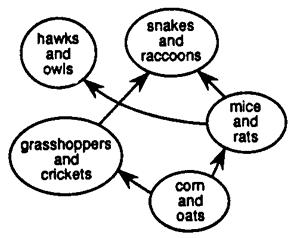 hawks
and
owls
snakes
and
raccoons
mice
and
rats
grasshoppers
and
crickets
corn
and
oats